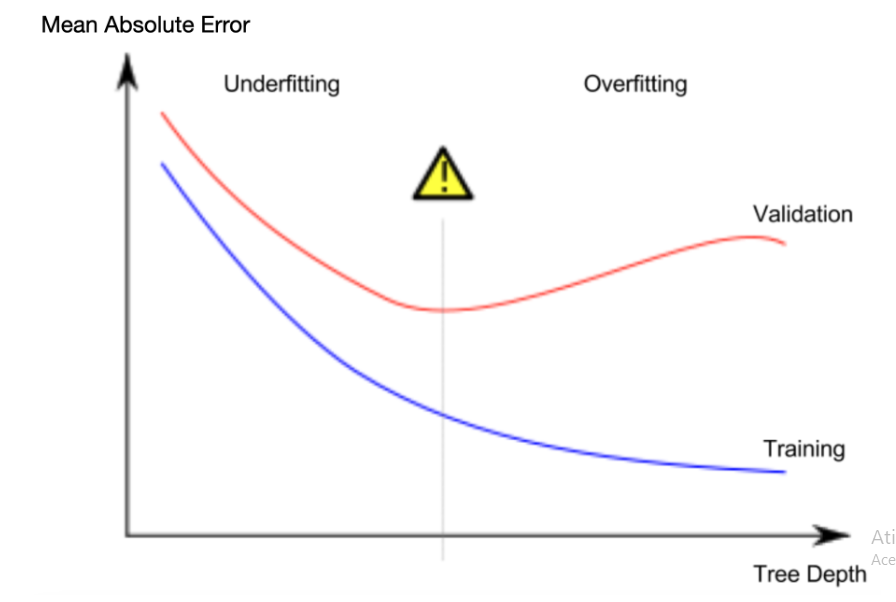 Mean Absolute Error
Underfitting
Overfitting
!
Validation
Training
Tree Depth